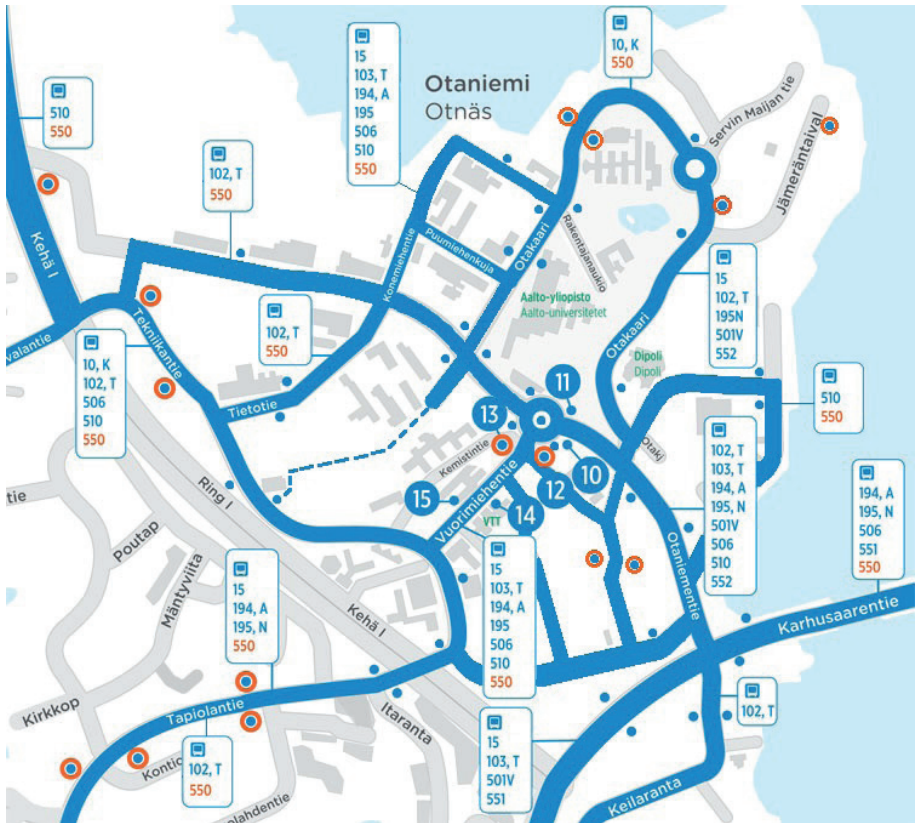 10, K
550
15
103, T
194, A
195
506
510
550
Otaniemi
Otnäs
510
550
102, T
550
Servin Maijan tie
Jämeräntaival
Kehä I
Puumiehenkuja
Konemiehentie
Otakaari
Rakentajanaukio
Aalto-yliopisto
Aalto-universitetet
15
102, T
195N
501V
552
Otakaari
valantie
Tekniikantie
102, T
550
Dipoli
Dipoli
10, K
102, T
506
510
550
Tietotie
510
550
11
13
Kemistintie
Otakj
102, T
103, T
194, A
195, N
501V
506
510
552
10
12
15
14
VTT
Vuorimiehentie
Ring I
tie
Poutap
Mäntyviita
Otaniementie
194, A
195, N
506
551
550
15
103, T
194, A
195
506
510
550
15
194, A
195, N
550
Kehä I
Karhusaarentie
Kirkkop
Tapiolantie
Itaranta
102, T
15
103, T
501V
551
Kontio
102, T
550
olahdentie
Keilaranta